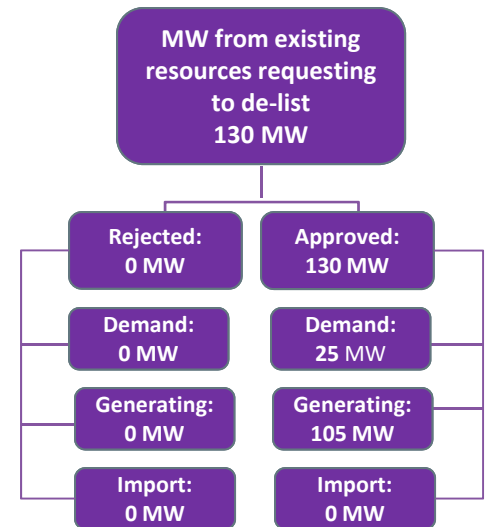 MW from existing
resources requesting
to de-list
130 MW
Rejected:
0 MW
Approved:
130 MW
Demand:
0 MW
Demand:
25 MW
Generating:
0 MW
Generating:
105 MW
Import:
0 MW
Import:
0 MW